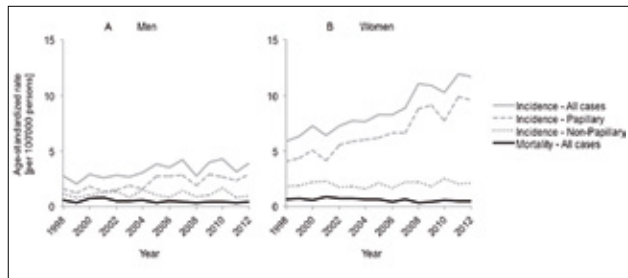 A Men
B Women
Age-standardized rate
[per 100'000 persons]
15
10
5
0
1998
2000
2002
2004
2006
2008
2010
2012
Year
15
10
5
0
1998
2000
2002
2004
2006
2008
2010
2012
Year
Incidence - All cases
Incidence - Papillary
Incidence - Non-Papillary
Mortality - All cases